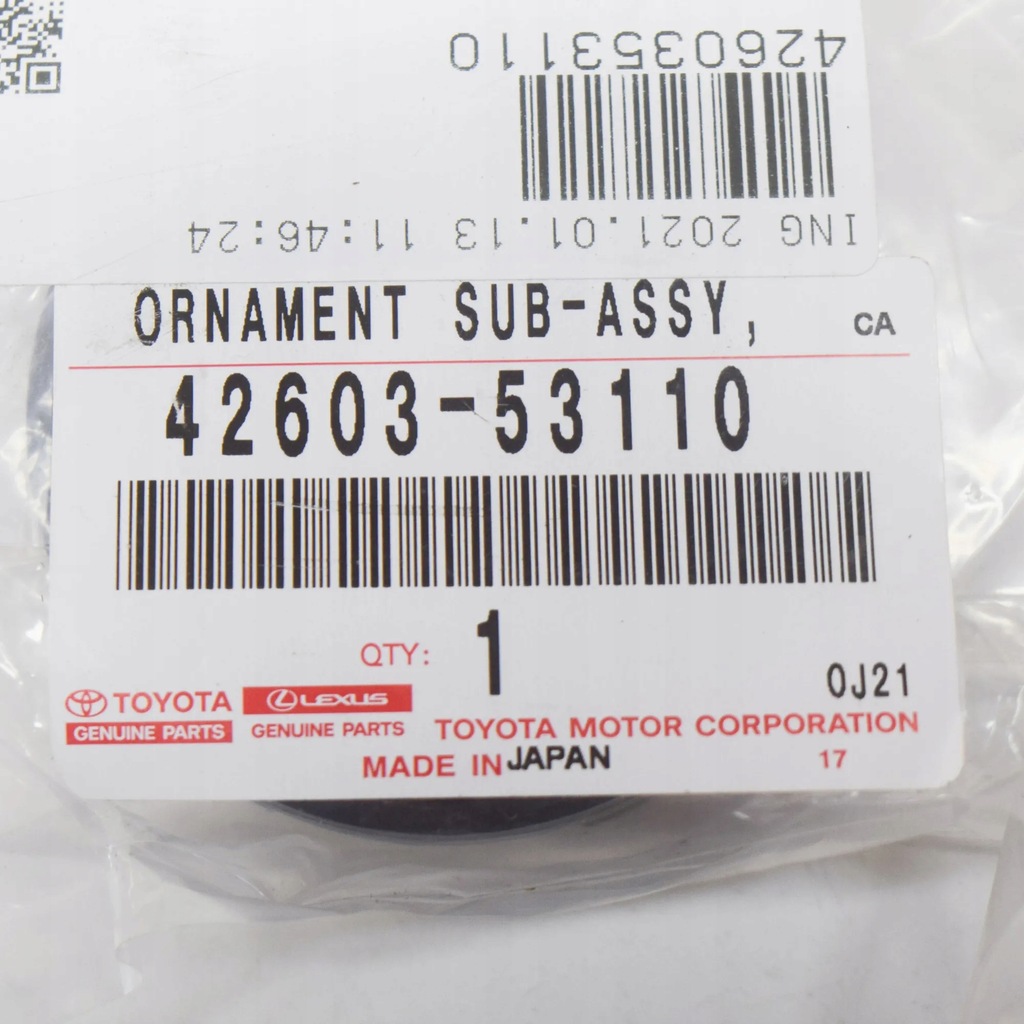 4260353110
ING 2021.01.13 11:46:24
ORNAMENT SUB-ASSY,
CA
42603-53110
QTY: 1
0J21
TOYOTA
GENUINE PARTS
LEXUS
GENUINE PARTS
TOYOTA MOTOR CORPORATION
MADE IN JAPAN
17